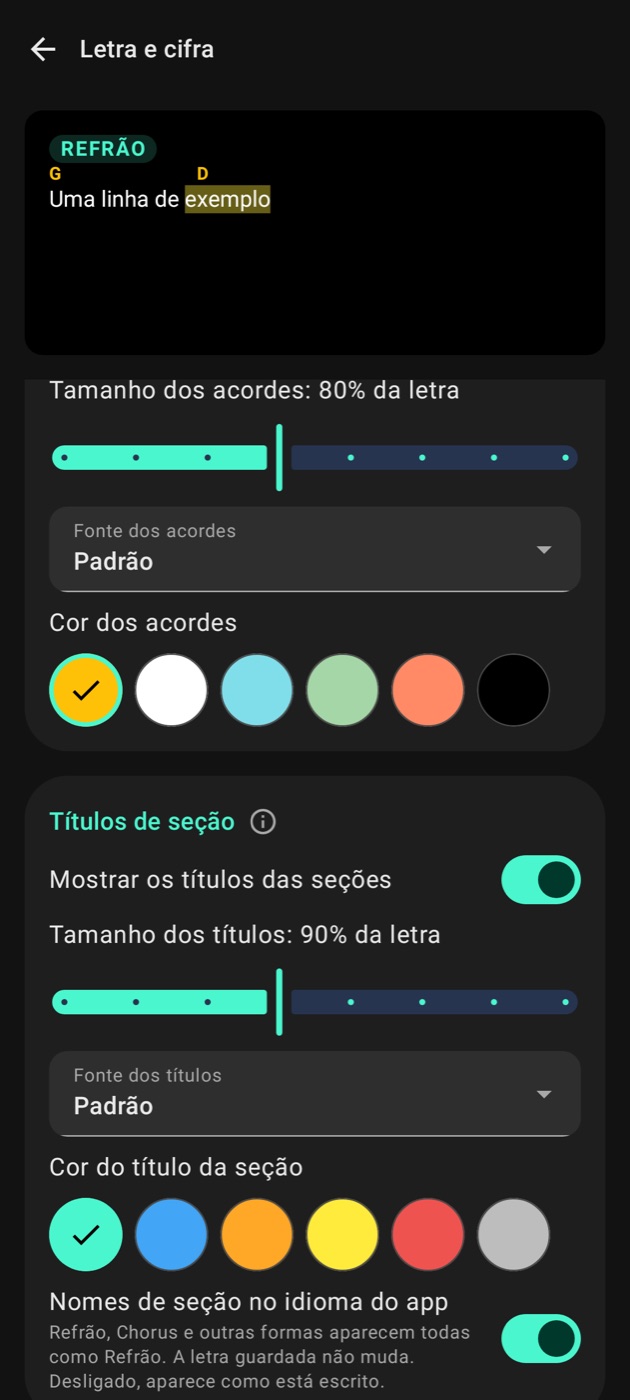 Letra e cifra
REFRÃO
G D
Uma linha de exemplo
Tamanho dos acordes: 80% da letra
Fonte dos acordes
Padrão
Cor dos acordes
Títulos de seção
Mostrar os títulos das seções
Tamanho dos títulos: 90% da letra
Fonte dos títulos
Padrão
Cor do título da seção
Nomes de seção no idioma do app
Refrão, Chorus e outras formas aparecem todas
como Refrão. A letra guardada não muda.
Desligado, aparece como está escrito.